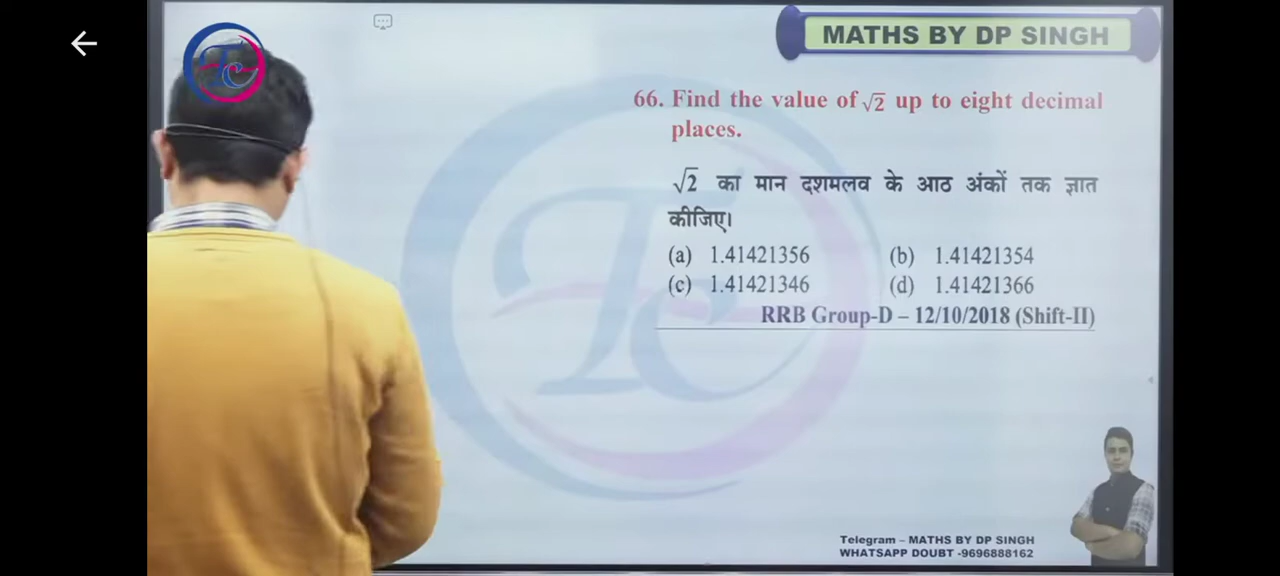 TC
MATHS BY DP SINGH
66. Find the value of √2 up to eight decimal
places.
√2 का मान दशमलव के आठ अंकों तक ज्ञात
कीजिए।
(a) 1.41421356 (b) 1.41421354
(c) 1.41421346 (d) 1.41421366
RRB Group-D – 12/10/2018 (Shift-II)
Telegram – MATHS BY DP SINGH
WHATSAPP DOUBT -9696888162